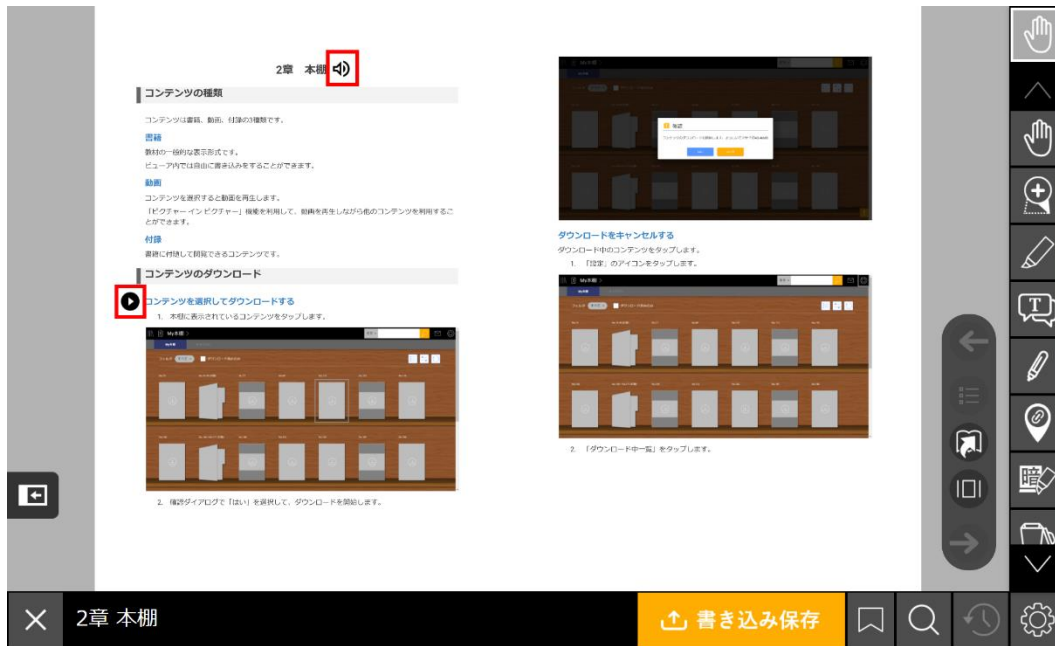 2章 本棚
コンテンツの種類
コンテンツは書籍、動画、付録の3種類です。
書籍
教材の一般的な表示形式です。
ビューア内では自由に書き込みをすることができます。
動画
コンテンツを選択すると動画を再生します。
「ピクチャー イン ピクチャー」機能を利用して、動画を再生しながら他のコンテンツを利用するこ
とができます。
付録
書籍に付随して閲覧できるコンテンツです。
コンテンツのダウンロード
コンテンツを選択してダウンロードする
1. 本棚に表示されているコンテンツをタップします。
My本棚
2. 確認ダイアログで「はい」を選択して、ダウンロードを開始します。
確認
ダウンロードをキャンセルする
ダウンロード中のコンテンツをタップします。
1. 「設定」のアイコンをタップします。
My本棚
2. 「ダウンロード中一覧」をタップします。
T
暗
2章 本棚
書き込み保存